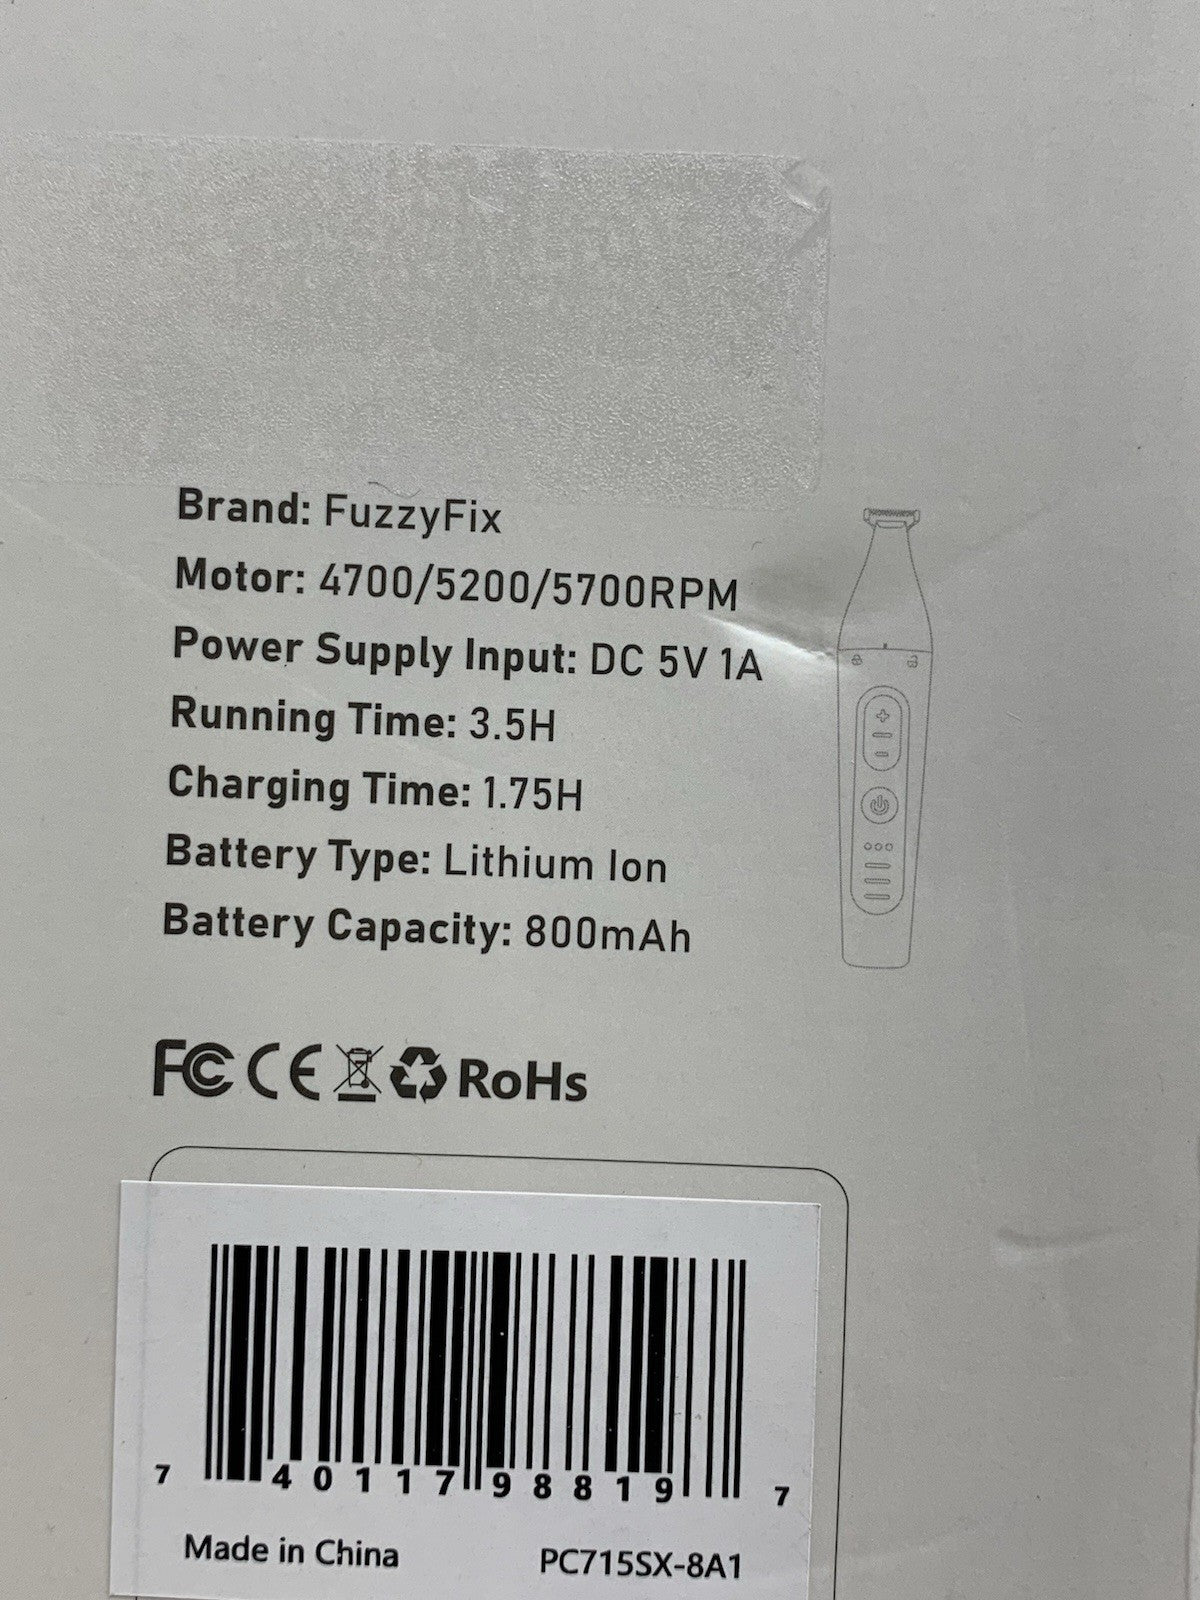 Brand: FuzzyFix
Motor: 4700/5200/5700RPM
Power Supply Input: DC 5V 1A
Running Time: 3.5H
Charging Time: 1.75H
Battery Type: Lithium Ion
Battery Capacity: 800mAh
FC CE RoHs
7 40117 98819 7
Made in China PC715SX-8A1